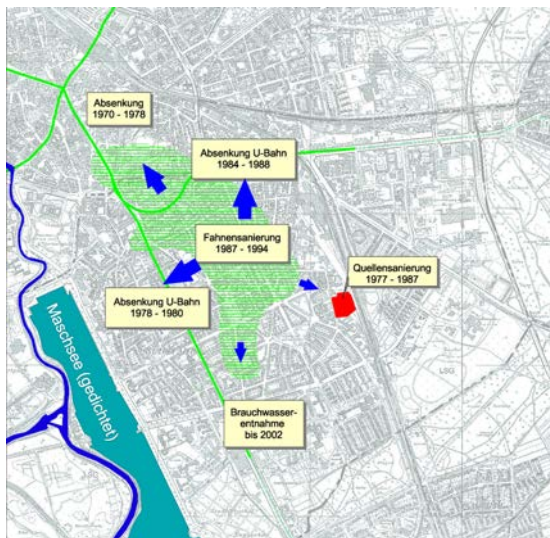 Absenkung
1970 - 1978
Absenkung U-Bahn
1984 - 1988
Fahnensanierung
1987 - 1994
Quellensanierung
1977 - 1987
Absenkung U-Bahn
1978 - 1980
Maschsee (gedichtet)
LSG
Brauchwasser-
entnahme
bis 2002